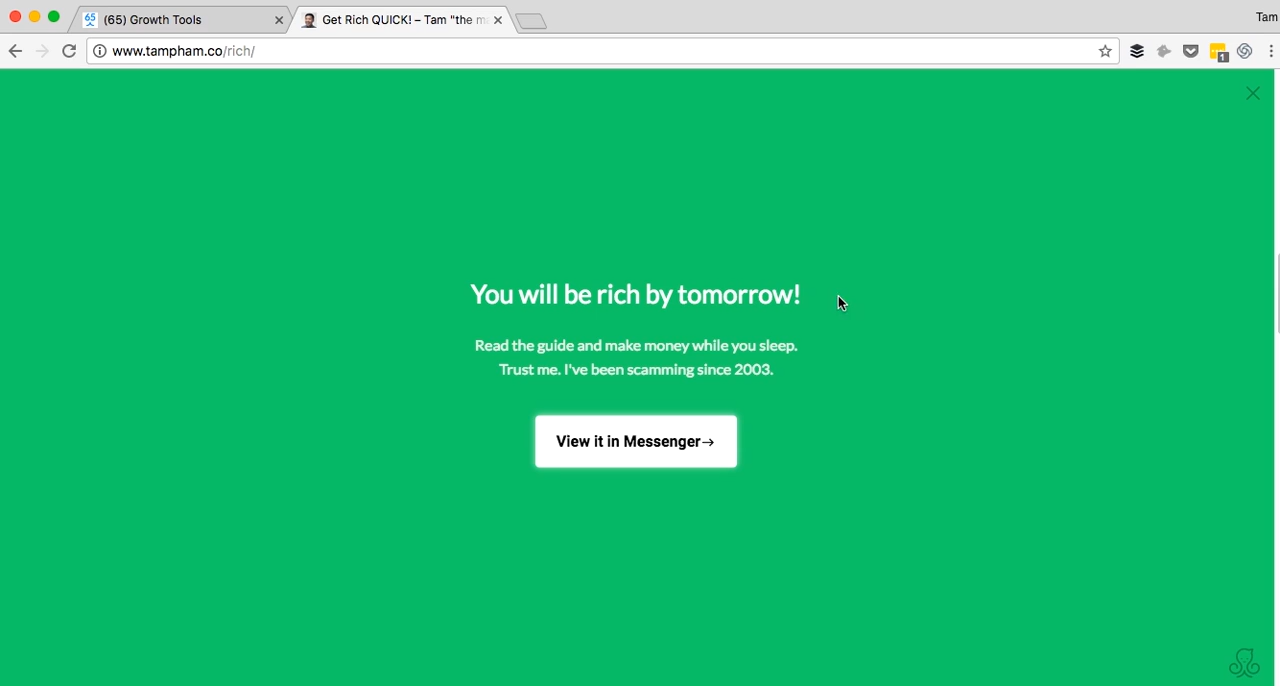 (65) Growth Tools
Get Rich QUICK! – Tam "the m
Tam
www.tampham.co/rich/
1
You will be rich by tomorrow!
Read the guide and make money while you sleep.
Trust me. I've been scamming since 2003.
View it in Messenger→